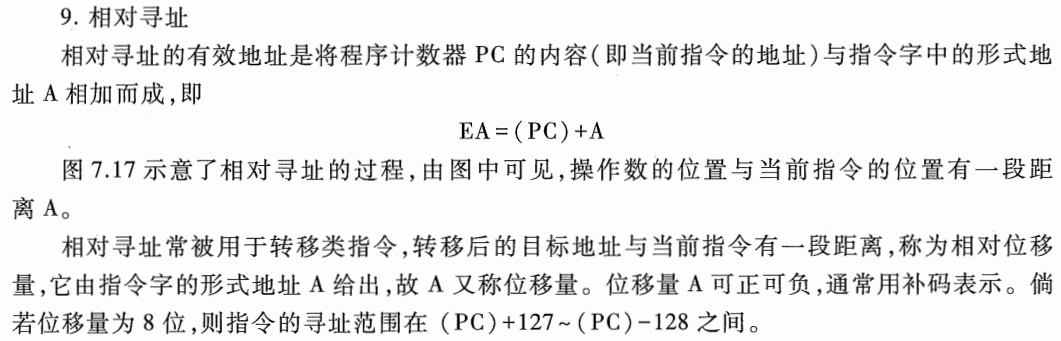 9. 相对寻址
相对寻址的有效地址是将程序计数器 PC 的内容(即当前指令的地址)与指令字中的形式地
址 A 相加而成,即
EA=(PC)+A
图 7.17 示意了相对寻址的过程,由图中可见,操作数的位置与当前指令的位置有一段距
离 A。
相对寻址常被用于转移类指令,转移后的目标地址与当前指令有一段距离,称为相对位移
量,它由指令字的形式地址 A 给出,故 A 又称位移量。位移量 A 可正可负,通常用补码表示。倘
若位移量为 8 位,则指令的寻址范围在 (PC)+127~(PC)-128 之间。